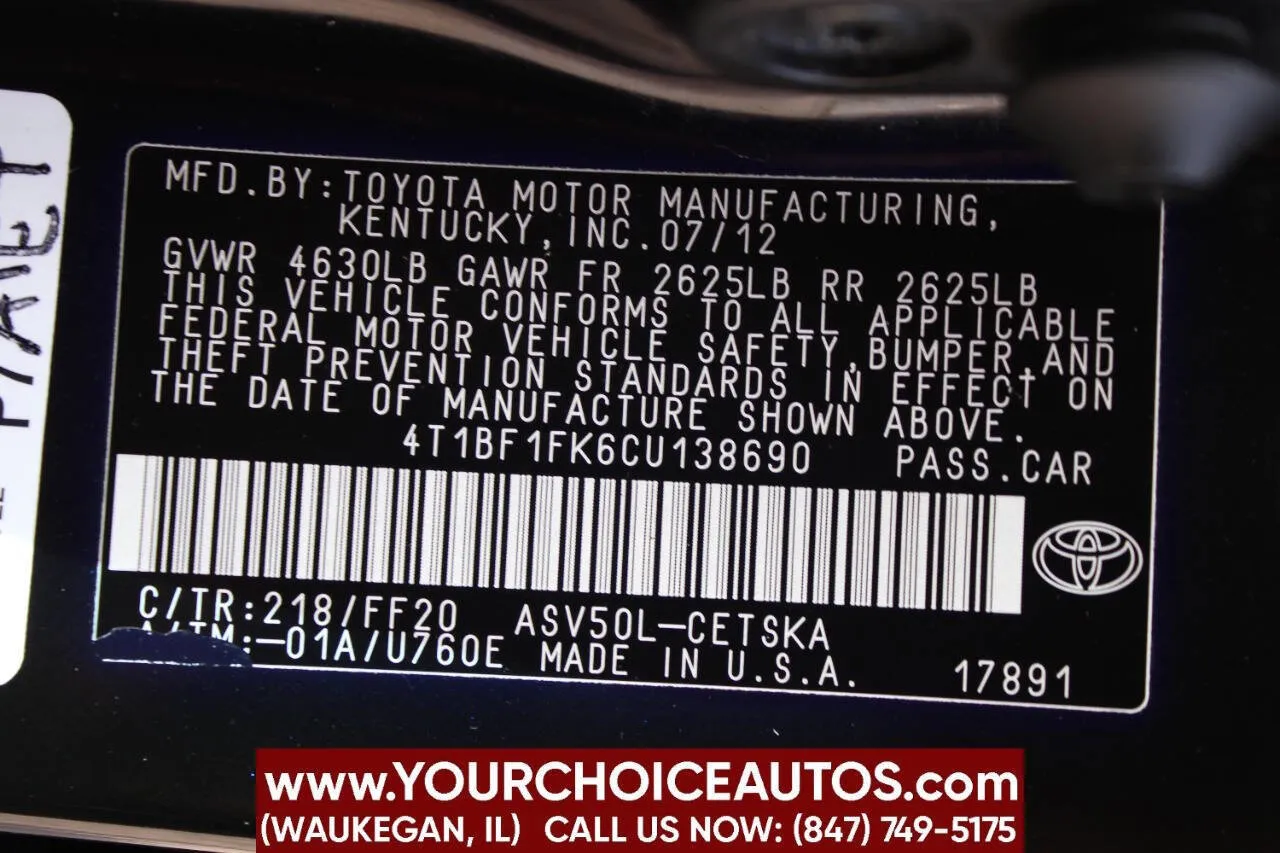 MFD.BY:TOYOTA MOTOR MANUFACTURING,
KENTUCKY,INC.07/12
GVWR 4630LB GAWR FR 2625LB RR 2625LB
THIS VEHICLE CONFORMS TO ALL APPLICABLE
FEDERAL MOTOR VEHICLE SAFETY,BUMPER,AND
THEFT PREVENTION STANDARDS IN EFFECT ON
THE DATE OF MANUFACTURE SHOWN ABOVE.
4T1BF1FK6CU138690 PASS.CAR
C/TR:218/FF20 ASV50L-CETSKA
A/TM:-01A/U760E MADE IN U.S.A. 17891
www.YOURCHOICEAUTOS.com
(WAUKEGAN, IL) CALL US NOW: (847) 749-5175